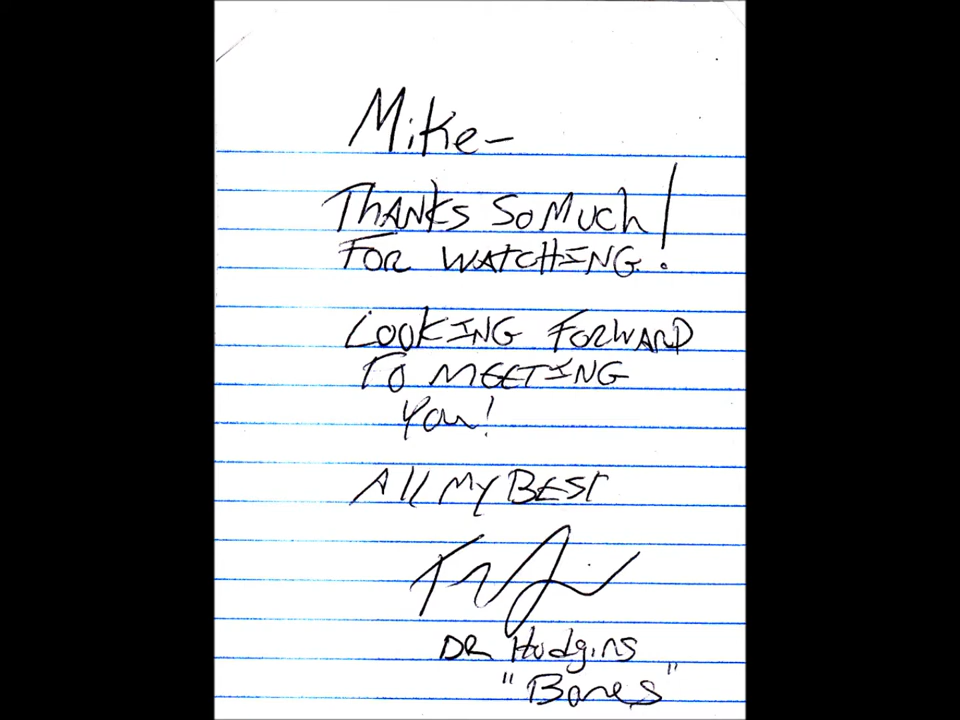 Mike-
THANKS So Much!
FOR WATCHING!
LOOKING FORWARD
TO MEETING
You!
All MY BEST
DR Hodgins
"Bones"